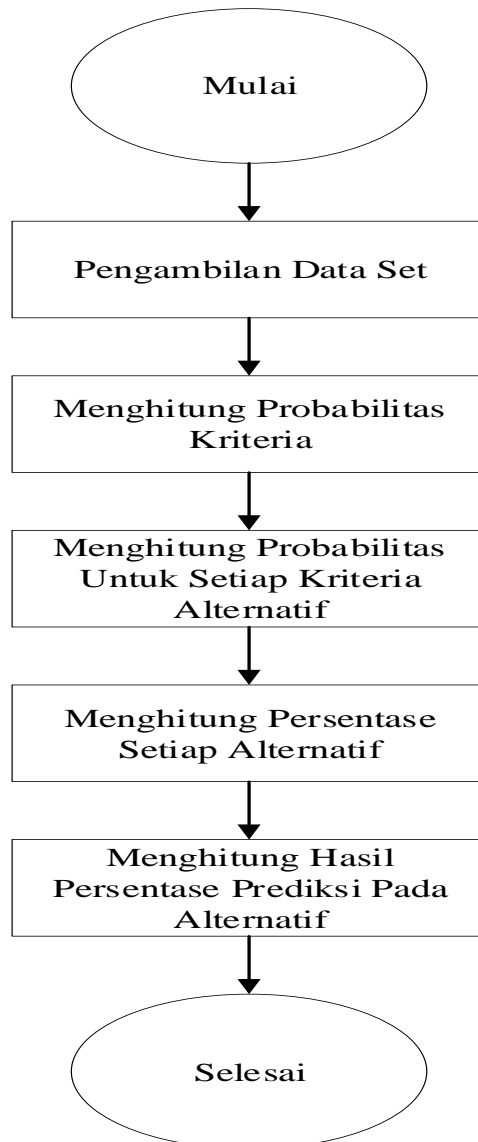 Mulai
Pengambilan Data Set
Menghitung Probabilitas
Kriteria
Menghitung Probabilitas
Untuk Setiap Kriteria
Alternatif
Menghitung Persentase
Setiap Alternatif
Menghitung Hasil
Persentase Prediksi Pada
Alternatif
Selesai